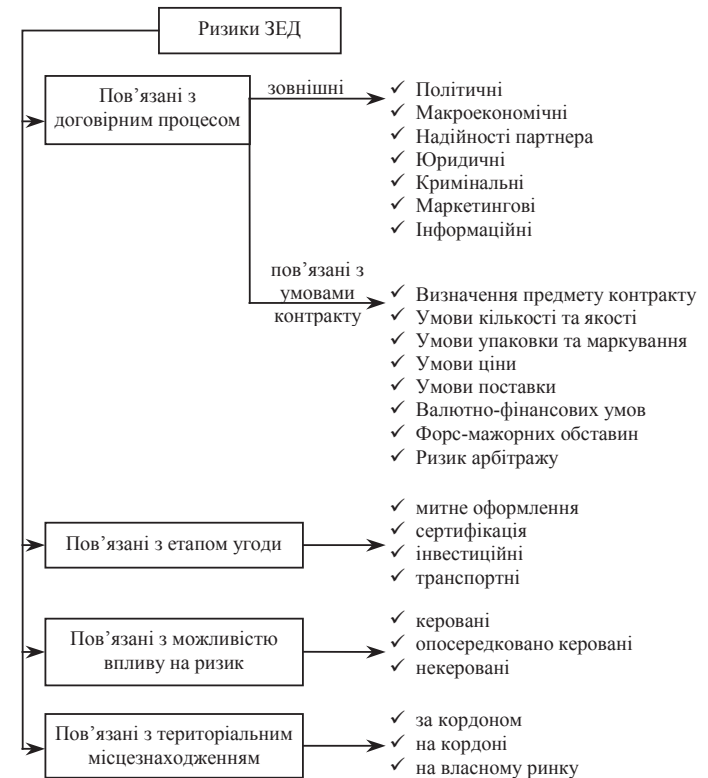 Ризики ЗЕД
Пов’язані з
договірним процесом
зовнішні
✓ Політичні
✓ Макроекономічні
✓ Надійності партнера
✓ Юридичні
✓ Кримінальні
✓ Маркетингові
✓ Інформаційні
пов’язані з
умовами
контракту
✓ Визначення предмету контракту
✓ Умови кількості та якості
✓ Умови упаковки та маркування
✓ Умови ціни
✓ Умови поставки
✓ Валютно-фінансових умов
✓ Форс-мажорних обставин
✓ Ризик арбітражу
Пов’язані з етапом угоди
✓ митне оформлення
✓ сертифікація
✓ інвестиційні
✓ транспортні
Пов’язані з можливістю
впливу на ризик
✓ керовані
✓ опосередковано керовані
✓ некеровані
Пов’язані з територіальним
місцезнаходженням
✓ за кордоном
✓ на кордоні
✓ на власному ринку